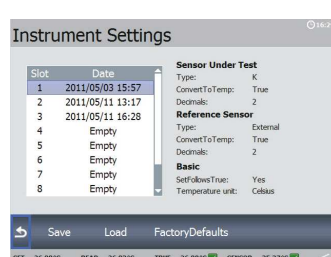 Instrument Settings
Slot Date
1 2011/05/03 15:57
2 2011/05/11 13:17
3 2011/05/11 16:28
4 Empty
5 Empty
6 Empty
7 Empty
8 Empty
Sensor Under Test
Type: K
ConvertToTemp: True
Decimals: 2
Reference Sensor
Type: External
ConvertToTemp: True
Decimals: 2
Basic
SetFollowsTrue: Yes
Temperature unit: Celsius
Save Load FactoryDefaults